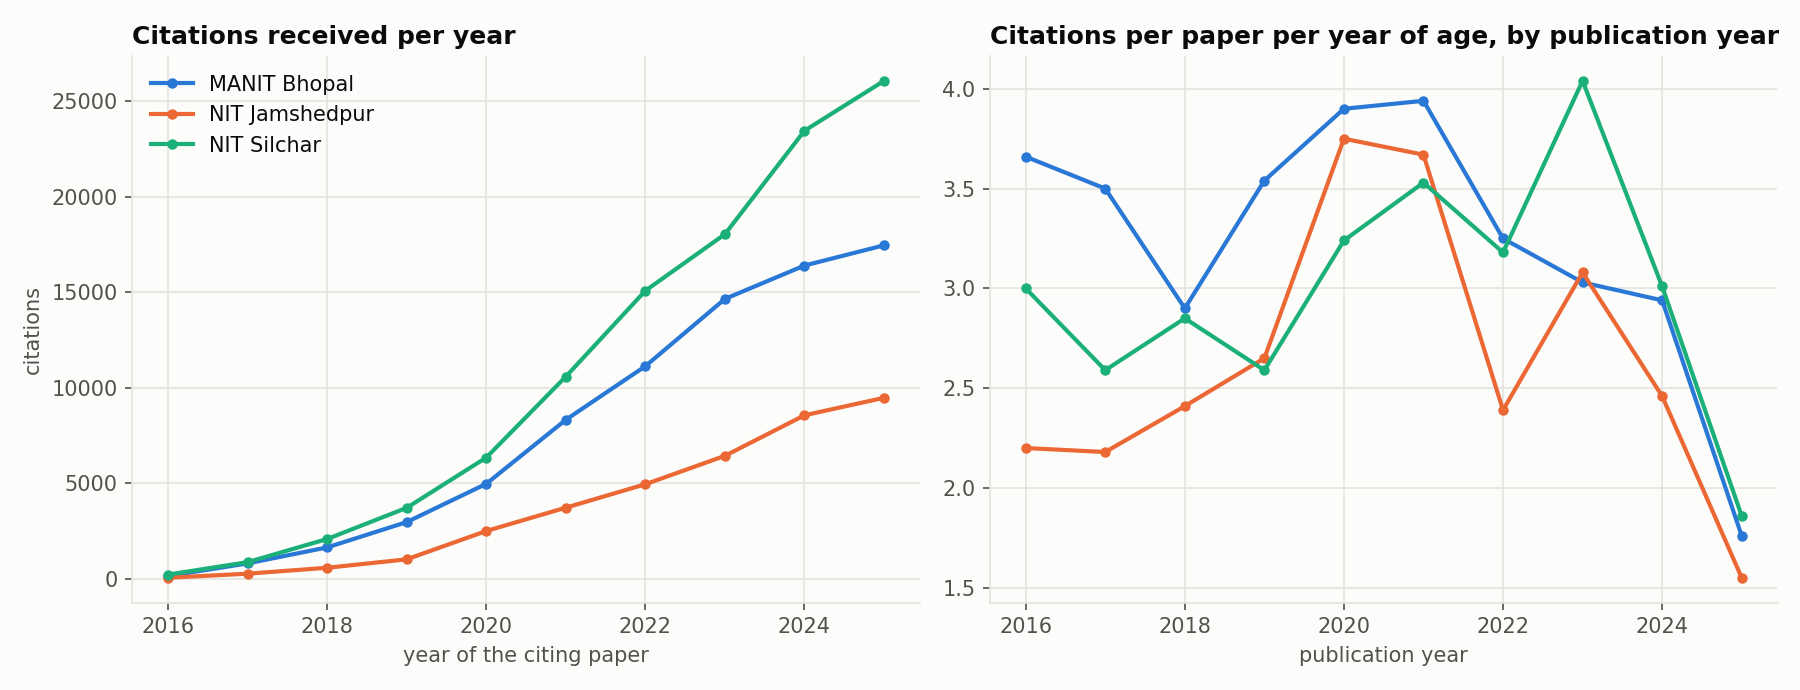 Citations received per year
MANIT Bhopal
NIT Jamshedpur
NIT Silchar
citations
25000
20000
15000
10000
5000
0
2016 2018 2020 2022 2024
year of the citing paper
Citations per paper per year of age, by publication year
4.0
3.5
3.0
2.5
2.0
1.5
2016 2018 2020 2022 2024
publication year